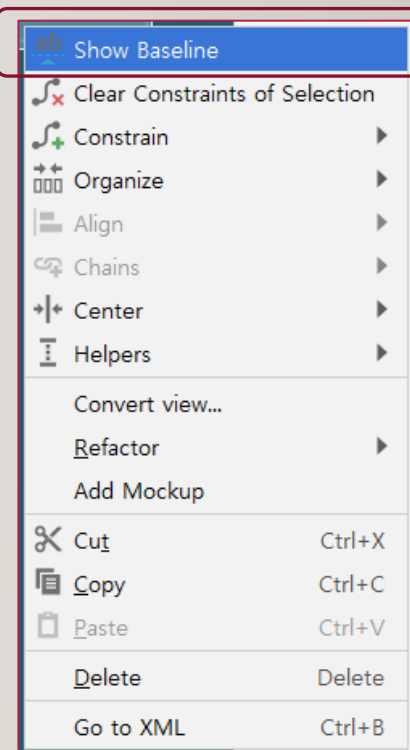 ab
Show Baseline
Clear Constraints of Selection
Constrain
Organize
Align
Chains
Center
Helpers
Convert view...
Refactor
Add Mockup
Cut Ctrl+X
Copy Ctrl+C
Paste Ctrl+V
Delete Delete
Go to XML Ctrl+B